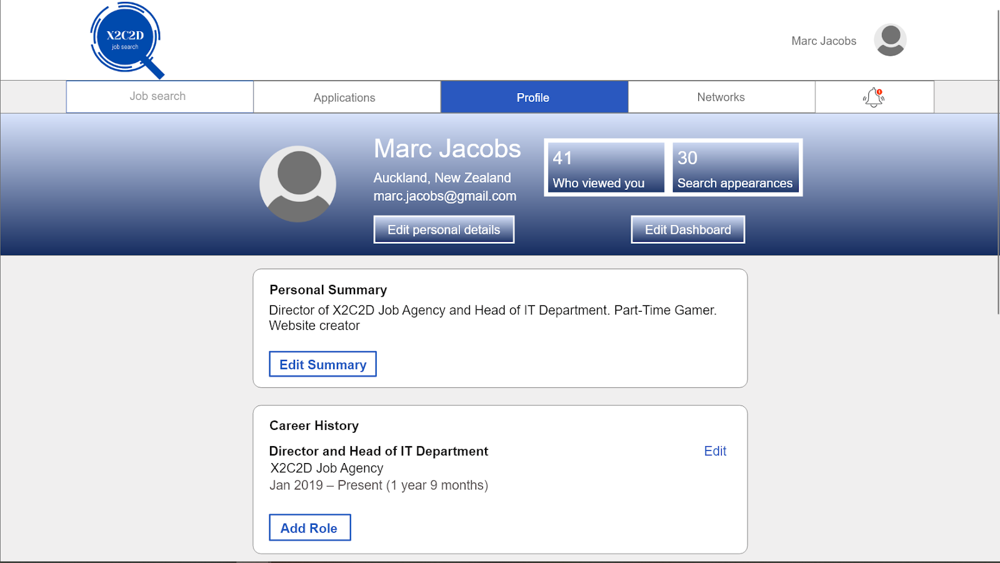 X2C2D
job search
Marc Jacobs
Job search
Applications
Profile
Networks
1
Marc Jacobs
Auckland, New Zealand
marc.jacobs@gmail.com
41
Who viewed you
30
Search appearances
Edit personal details
Edit Dashboard
Personal Summary
Director of X2C2D Job Agency and Head of IT Department. Part-Time Gamer.
Website creator
Edit Summary
Career History
Director and Head of IT Department
Edit
X2C2D Job Agency
Jan 2019 – Present (1 year 9 months)
Add Role